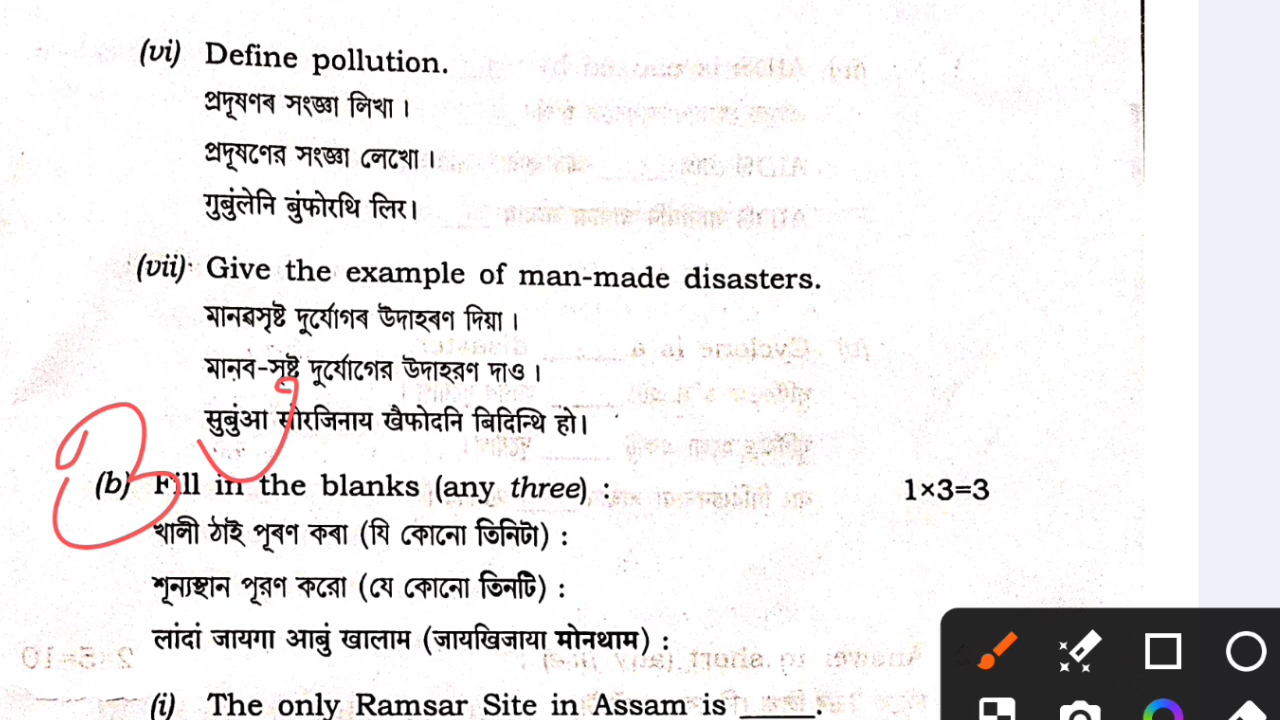 (vi) Define pollution.
প্ৰদূষণৰ সংজ্ঞা লিখা ।
প্রদূষণের সংজ্ঞা লেখো ।
गुबुंलेनि बुंफोरथि लिर।
(vii) Give the example of man-made disasters.
মানৱসৃষ্ট দুৰ্যোগৰ উদাহৰণ দিয়া ।
মানব-সৃষ্ট দুর্যোগের উদাহরণ দাও ।
सुबुंआ सोरजिनाय खैफोदनि बिदिन्थि हो।
(b) Fill in the blanks (any three) : 1×3=3
খালী ঠাই পূৰণ কৰা (যি কোনো তিনিটা) :
শূন্যস্থান পূরণ করো (যে কোনো তিনটি) :
लांदां जायगा आबुं खालाम (जायखिजाया मोनथाम) :
(i) The only Ramsar Site in Assam is _____.